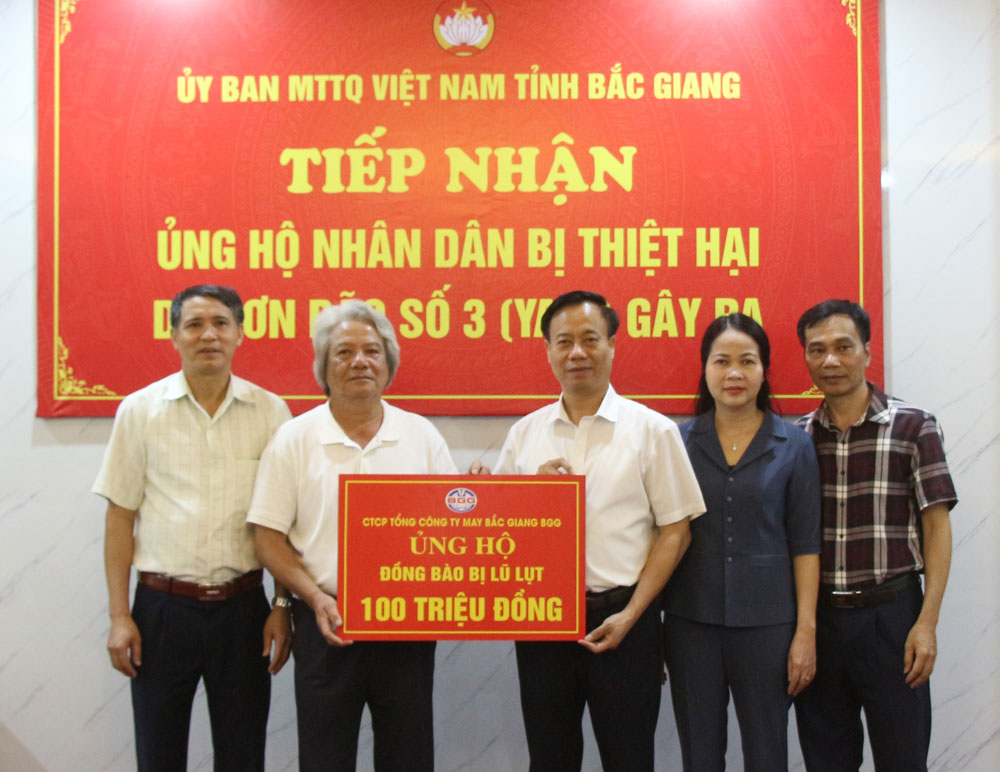 ỦY BAN MTTQ VIỆT NAM TỈNH BẮC GIANG
TIẾP NHẬN
ỦNG HỘ NHÂN DÂN BỊ THIỆT HẠI
SỐ 3 GÂY RA
BGG
CTCP TỔNG CÔNG TY MAY BẮC GIANG BGG
ỦNG HỘ
ĐỒNG BÀO BỊ LŨ LỤT
100 TRIỆU ĐỒNG